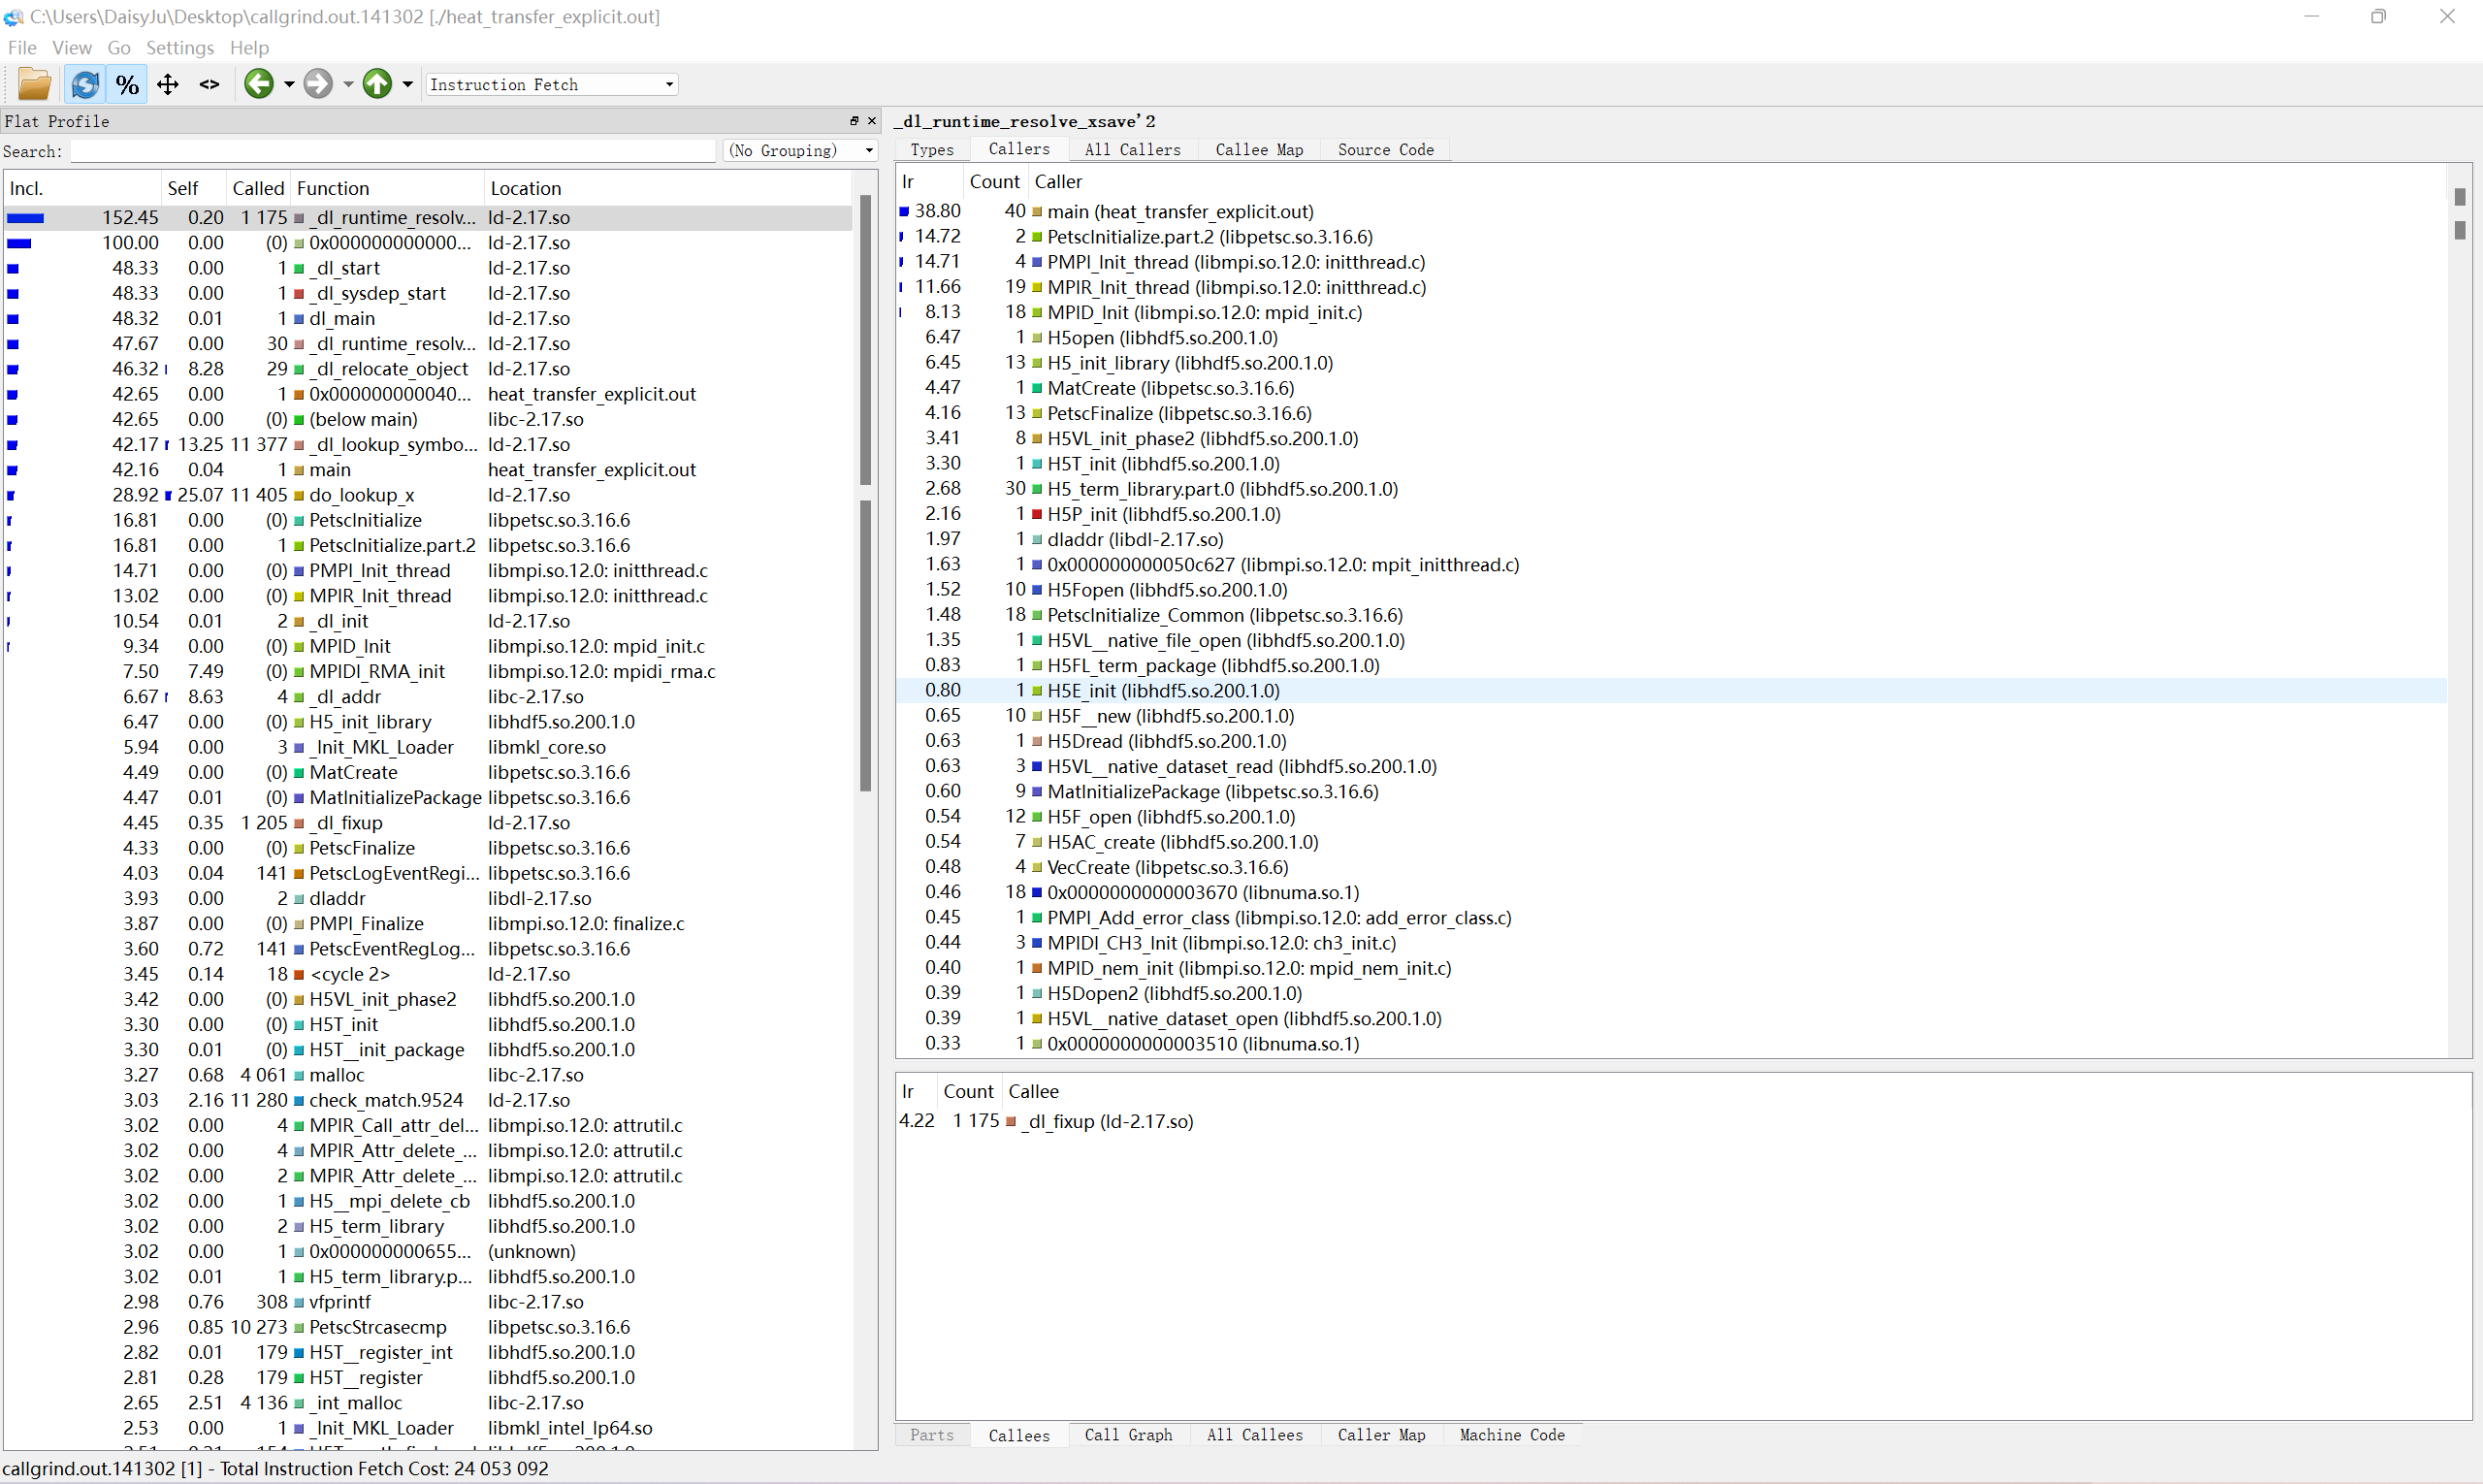 C:\Users\DaisyJu\Desktop\callgrind.out.141302 [./heat_transfer_explicit.out]
File View Go Settings Help
% <> Instruction Fetch
Flat Profile
Search: (No Grouping)
Incl. Self Called Function Location
152.45 0.20 1 175 _dl_runtime_resolv... ld-2.17.so
100.00 0.00 (0) 0x000000000000... ld-2.17.so
48.33 0.00 1 _dl_start ld-2.17.so
48.33 0.00 1 _dl_sysdep_start ld-2.17.so
48.32 0.01 1 dl_main ld-2.17.so
47.67 0.00 30 _dl_runtime_resolv... ld-2.17.so
46.32 8.28 29 _dl_relocate_object ld-2.17.so
42.65 0.00 1 0x000000000040... heat_transfer_explicit.out
42.65 0.00 (0) (below main) libc-2.17.so
42.17 13.25 11 377 _dl_lookup_symbo... ld-2.17.so
42.16 0.04 1 main heat_transfer_explicit.out
28.92 25.07 11 405 do_lookup_x ld-2.17.so
16.81 0.00 (0) PetscInitialize libpetsc.so.3.16.6
16.81 0.00 1 PetscInitialize.part.2 libpetsc.so.3.16.6
14.71 0.00 (0) PMPI_Init_thread libmpi.so.12.0: initthread.c
13.02 0.00 (0) MPIR_Init_thread libmpi.so.12.0: initthread.c
10.54 0.01 2 _dl_init ld-2.17.so
9.34 0.00 (0) MPID_Init libmpi.so.12.0: mpid_init.c
7.50 7.49 (0) MPIDI_RMA_init libmpi.so.12.0: mpidi_rma.c
6.67 8.63 4 _dl_addr libc-2.17.so
6.47 0.00 (0) H5_init_library libhdf5.so.200.1.0
5.94 0.00 3 _Init_MKL_Loader libmkl_core.so
4.49 0.00 (0) MatCreate libpetsc.so.3.16.6
4.47 0.01 (0) MatInitializePackage libpetsc.so.3.16.6
4.45 0.35 1 205 _dl_fixup ld-2.17.so
4.33 0.00 (0) PetscFinalize libpetsc.so.3.16.6
4.03 0.04 141 PetscLogEventRegi... libpetsc.so.3.16.6
3.93 0.00 2 dladdr libdl-2.17.so
3.87 0.00 (0) PMPI_Finalize libmpi.so.12.0: finalize.c
3.60 0.72 141 PetscEventRegLog... libpetsc.so.3.16.6
3.45 0.14 18 <cycle 2> ld-2.17.so
3.42 0.00 (0) H5VL_init_phase2 libhdf5.so.200.1.0
3.30 0.00 (0) H5T_init libhdf5.so.200.1.0
3.30 0.01 (0) H5T__init_package libhdf5.so.200.1.0
3.27 0.68 4 061 malloc libc-2.17.so
3.03 2.16 11 280 check_match.9524 ld-2.17.so
3.02 0.00 4 MPIR_Call_attr_del... libmpi.so.12.0: attrutil.c
3.02 0.00 4 MPIR_Attr_delete_... libmpi.so.12.0: attrutil.c
3.02 0.00 2 MPIR_Attr_delete_... libmpi.so.12.0: attrutil.c
3.02 0.00 1 H5__mpi_delete_cb libhdf5.so.200.1.0
3.02 0.00 2 H5_term_library libhdf5.so.200.1.0
3.02 0.00 1 0x000000000655... (unknown)
3.02 0.01 1 H5_term_library.p... libhdf5.so.200.1.0
2.98 0.76 308 vfprintf libc-2.17.so
2.96 0.85 10 273 PetscStrcasecmp libpetsc.so.3.16.6
2.82 0.01 179 H5T__register_int libhdf5.so.200.1.0
2.81 0.28 179 H5T__register libhdf5.so.200.1.0
2.65 2.51 4 136 _int_malloc libc-2.17.so
2.53 0.00 1 _Init_MKL_Loader libmkl_intel_lp64.so
_dl_runtime_resolve_xsave'2
Types Callers All Callers Callee Map Source Code
Ir Count Caller
38.80 40 main (heat_transfer_explicit.out)
14.72 2 PetscInitialize.part.2 (libpetsc.so.3.16.6)
14.71 4 PMPI_Init_thread (libmpi.so.12.0: initthread.c)
11.66 19 MPIR_Init_thread (libmpi.so.12.0: initthread.c)
8.13 18 MPID_Init (libmpi.so.12.0: mpid_init.c)
6.47 1 H5open (libhdf5.so.200.1.0)
6.45 13 H5_init_library (libhdf5.so.200.1.0)
4.47 1 MatCreate (libpetsc.so.3.16.6)
4.16 13 PetscFinalize (libpetsc.so.3.16.6)
3.41 8 H5VL_init_phase2 (libhdf5.so.200.1.0)
3.30 1 H5T_init (libhdf5.so.200.1.0)
2.68 30 H5_term_library.part.0 (libhdf5.so.200.1.0)
2.16 1 H5P_init (libhdf5.so.200.1.0)
1.97 1 dladdr (libdl-2.17.so)
1.63 1 0x000000000050c627 (libmpi.so.12.0: mpit_initthread.c)
1.52 10 H5Fopen (libhdf5.so.200.1.0)
1.48 18 PetscInitialize_Common (libpetsc.so.3.16.6)
1.35 1 H5VL__native_file_open (libhdf5.so.200.1.0)
0.83 1 H5FL_term_package (libhdf5.so.200.1.0)
0.80 1 H5E_init (libhdf5.so.200.1.0)
0.65 10 H5F__new (libhdf5.so.200.1.0)
0.63 1 H5Dread (libhdf5.so.200.1.0)
0.63 3 H5VL__native_dataset_read (libhdf5.so.200.1.0)
0.60 9 MatInitializePackage (libpetsc.so.3.16.6)
0.54 12 H5F_open (libhdf5.so.200.1.0)
0.54 7 H5AC_create (libhdf5.so.200.1.0)
0.48 4 VecCreate (libpetsc.so.3.16.6)
0.46 18 0x0000000000003670 (libnuma.so.1)
0.45 1 PMPI_Add_error_class (libmpi.so.12.0: add_error_class.c)
0.44 3 MPIDI_CH3_Init (libmpi.so.12.0: ch3_init.c)
0.40 1 MPID_nem_init (libmpi.so.12.0: mpid_nem_init.c)
0.39 1 H5Dopen2 (libhdf5.so.200.1.0)
0.39 1 H5VL__native_dataset_open (libhdf5.so.200.1.0)
0.33 1 0x0000000000003510 (libnuma.so.1)
Ir Count Callee
4.22 1 175 _dl_fixup (ld-2.17.so)
Parts Callees Call Graph All Callees Caller Map Machine Code
callgrind.out.141302 [1] - Total Instruction Fetch Cost: 24 053 092